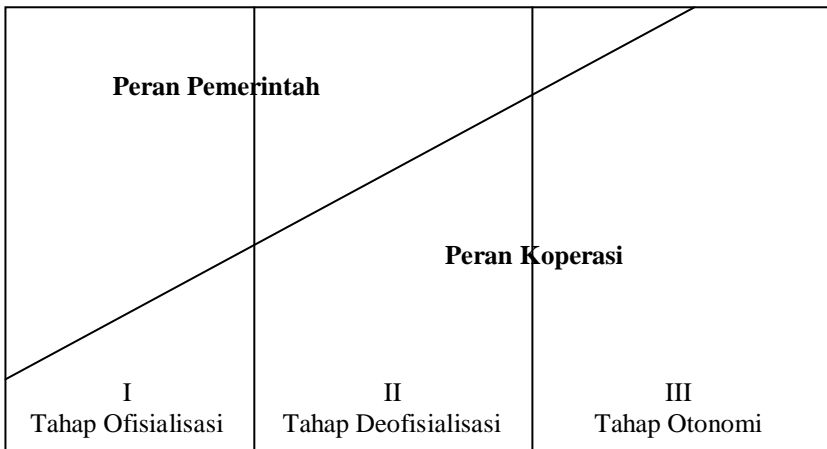 Peran Pemerintah
Peran Koperasi
I
Tahap Ofisialisasi
II
Tahap Deofisialisasi
III
Tahap Otonomi